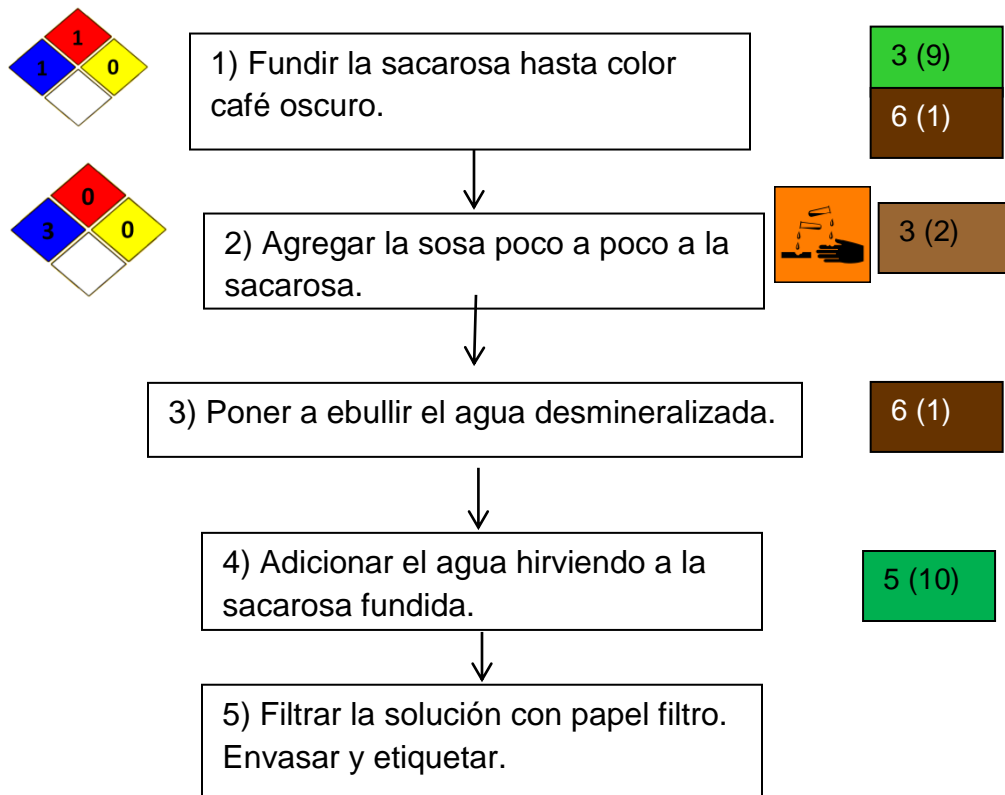 1
1
0
1) Fundir la sacarosa hasta color
café oscuro.
3 (9)
6 (1)
0
3
0
2) Agregar la sosa poco a poco a la
sacarosa.
3 (2)
3) Poner a ebullir el agua desmineralizada.
6 (1)
4) Adicionar el agua hirviendo a la
sacarosa fundida.
5 (10)
5) Filtrar la solución con papel filtro.
Envasar y etiquetar.